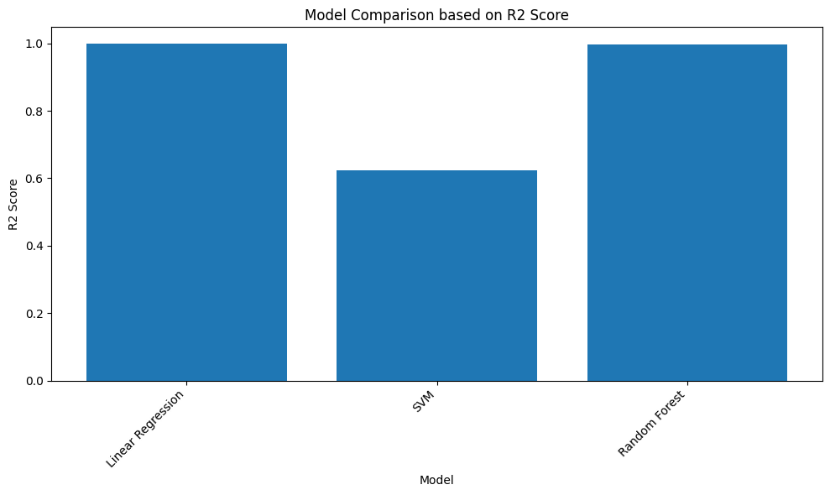 Model Comparison based on R2 Score
1.0
0.8
0.6
0.4
0.2
0.0
R2 Score
Linear Regression
SVM
Random Forest
Model